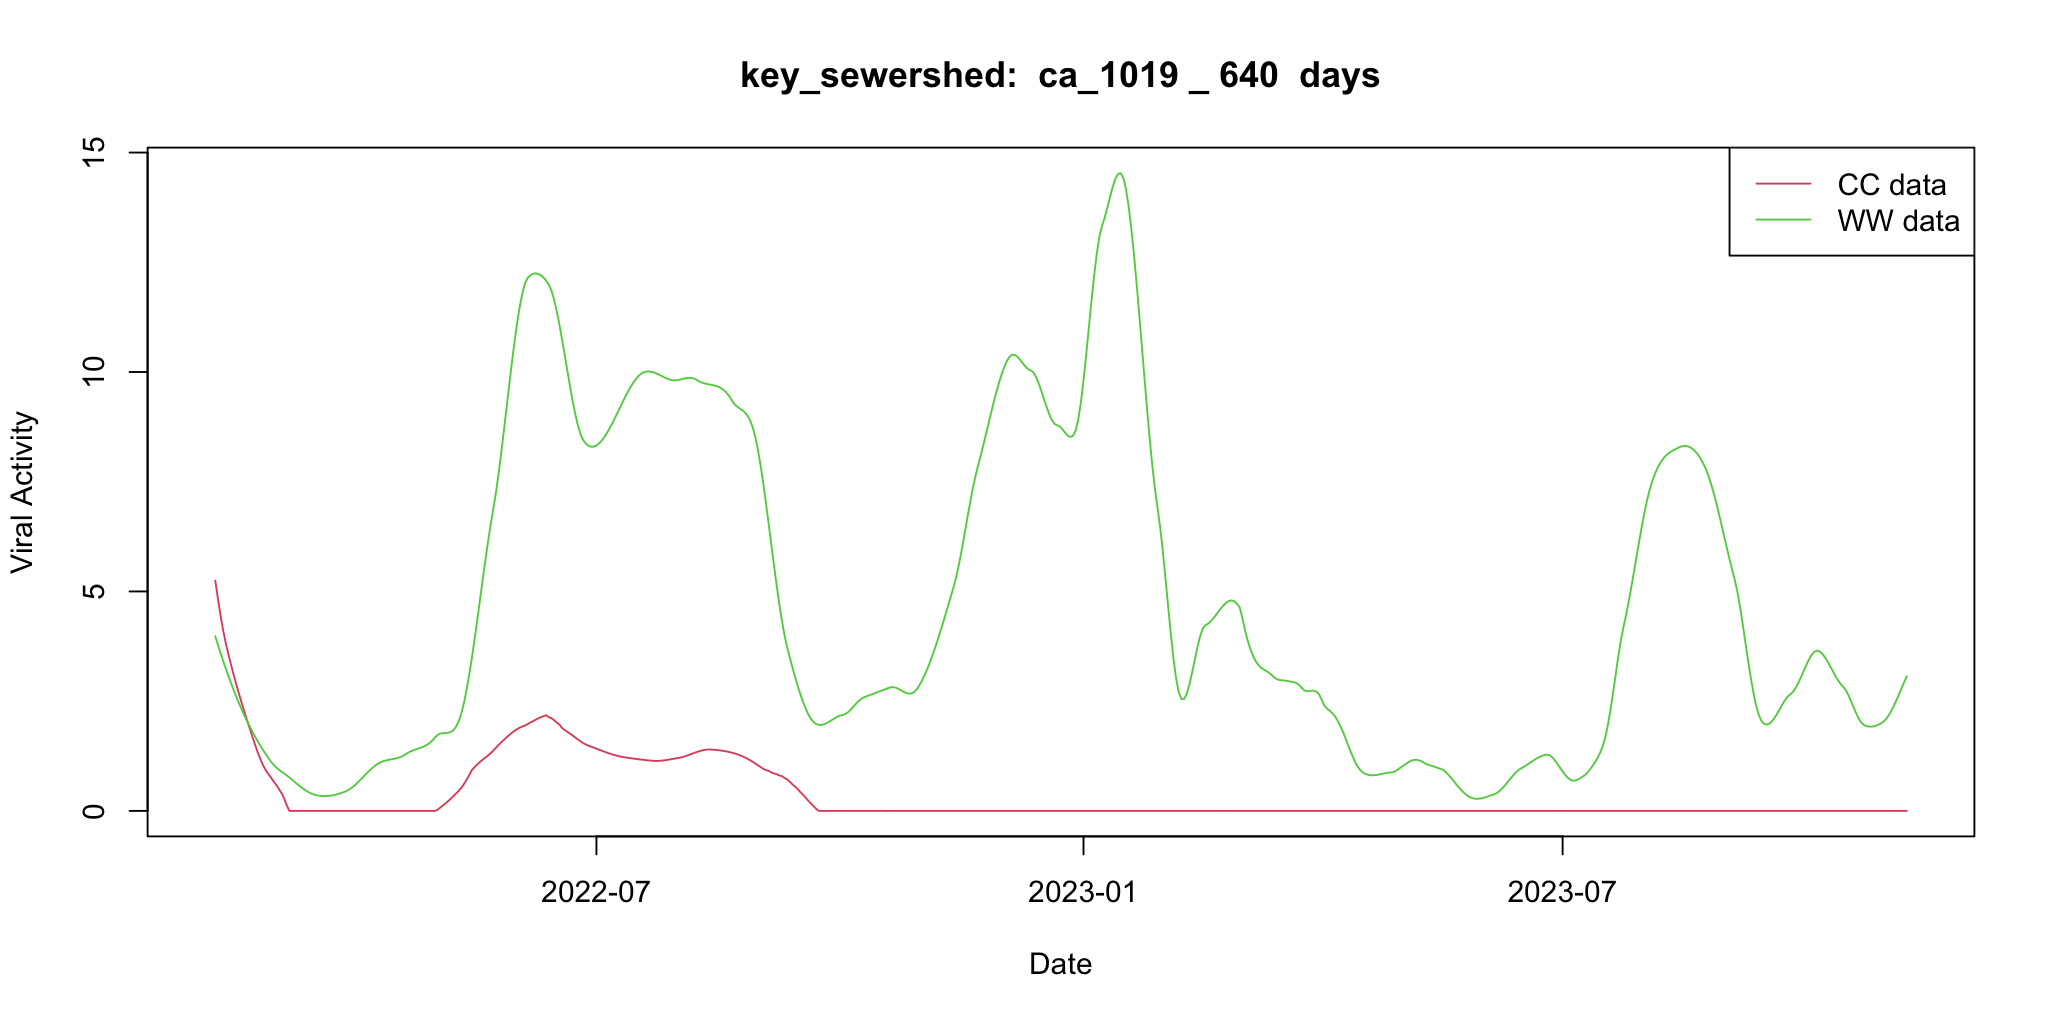 key_sewershed: ca_1019 _ 640 days
15
10
5
0
Viral Activity
CC data
WW data
2022-07
2023-01
2023-07
Date